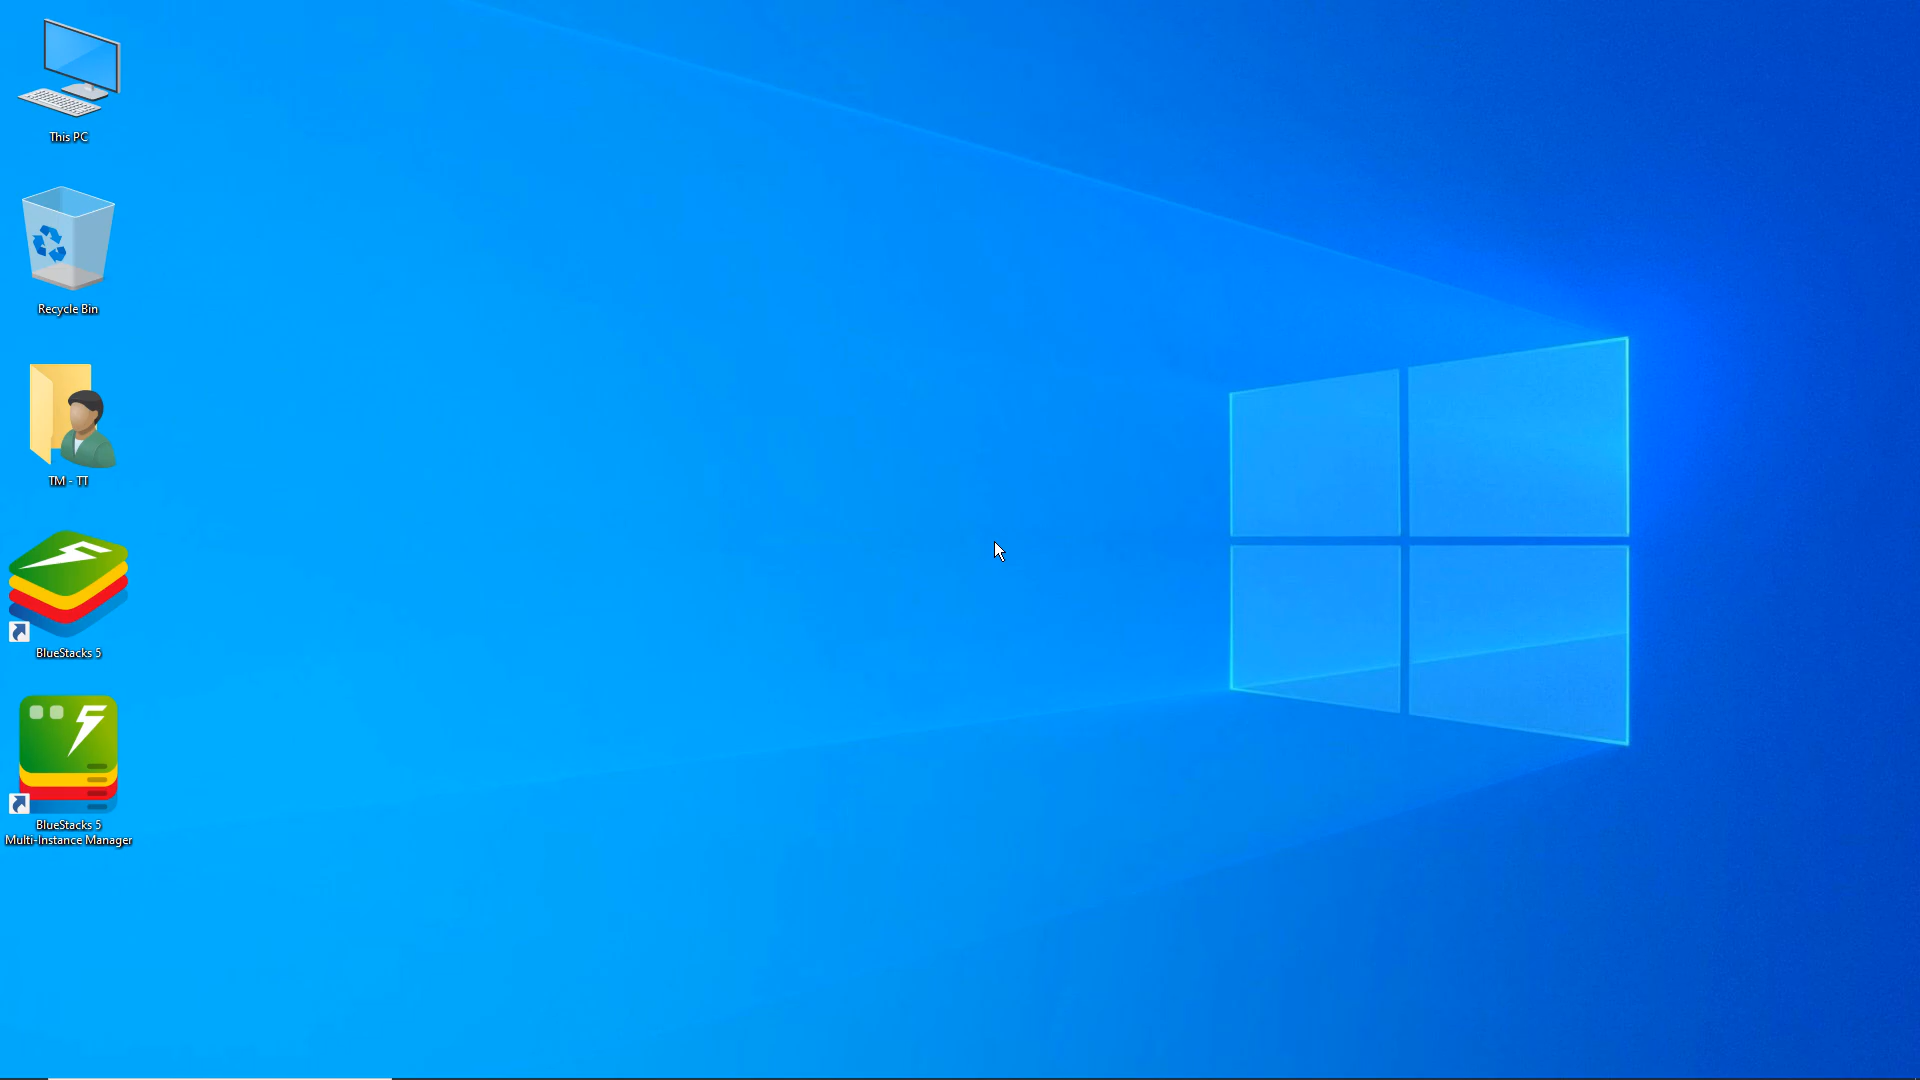 This PC
Recycle Bin
TM - TT
BlueStacks 5
BlueStacks 5
Multi-Instance Manager